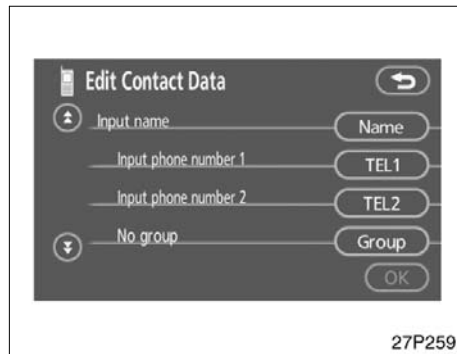 Edit Contact Data
Input name Name
Input phone number 1 TEL1
Input phone number 2 TEL2
No group Group
OK
27P259